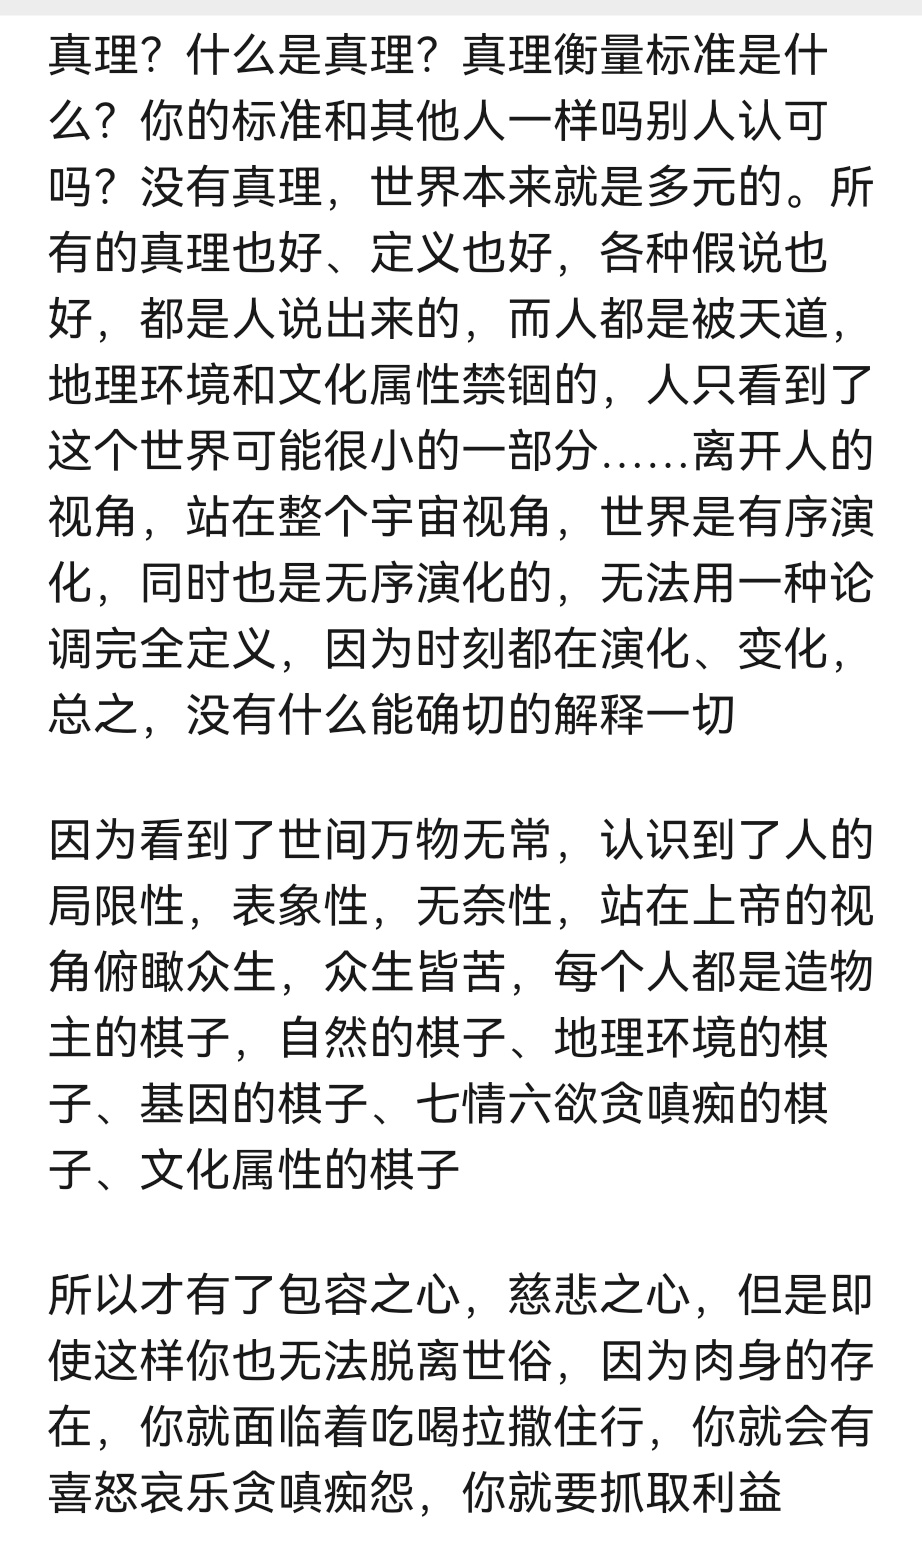 真理？什么是真理？真理衡量标准是什
么？你的标准和其他人一样吗别人认可
吗？没有真理，世界本来就是多元的。所
有的真理也好、定义也好，各种假说也
好，都是人说出来的，而人都是被天道，
地理环境和文化属性禁锢的，人只看到了
这个世界可能很小的一部分……离开人的
视角，站在整个宇宙视角，世界是有序演
化，同时也是无序演化的，无法用一种论
调完全定义，因为时刻都在演化、变化，
总之，没有什么能确切的解释一切
因为看到了世间万物无常，认识到了人的
局限性，表象性，无奈性，站在上帝的视
角俯瞰众生，众生皆苦，每个人都是造物
主的棋子，自然的棋子、地理环境的棋
子、基因的棋子、七情六欲贪嗔痴的棋
子、文化属性的棋子
所以才有了包容之心，慈悲之心，但是即
使这样你也无法脱离世俗，因为肉身的存
在，你就面临着吃喝拉撒住行，你就会有
喜怒哀乐贪嗔痴怨，你就要抓取利益